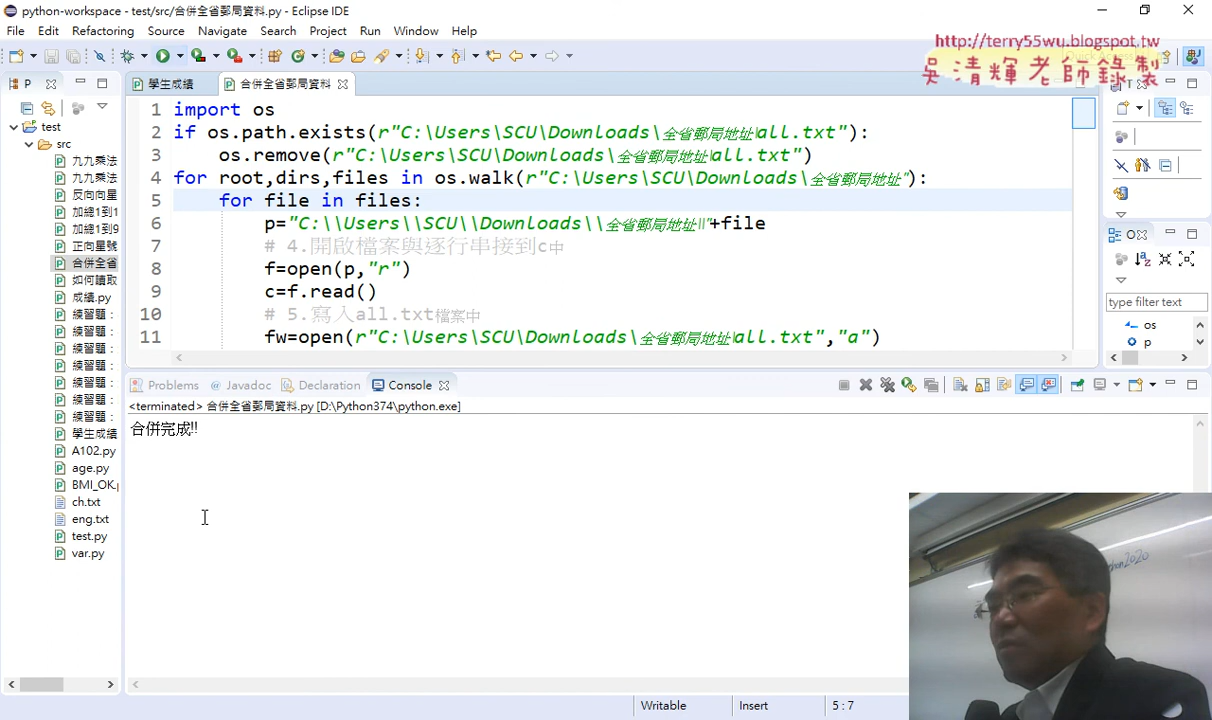 python-workspace - test/src/合併全省郵局資料.py - Eclipse IDE
File Edit Refactoring Source Navigate Search Project Run Window Help
http://terry55wu.blogspot.tw
吳清輝老師錄製
P
學生成績
合併全省郵局資料
test
src
九九乘法
九九乘法
反向向星
加總1到1
加總1到9
正向星號
合併全省
如何讀取
成績.py
練習題:
練習題:
練習題:
練習題:
練習題:
練習題:
練習題:
學生成績
A102.py
age.py
BMI_OK.p
ch.txt
eng.txt
test.py
var.py
1 import os
2 if os.path.exists(r"C:\Users\SCU\Downloads\全省郵局地址\all.txt"):
3 os.remove(r"C:\Users\SCU\Downloads\全省郵局地址\all.txt")
4 for root,dirs,files in os.walk(r"C:\Users\SCU\Downloads\全省郵局地址"):
5 for file in files:
6 p="C:\\Users\\SCU\\Downloads\\全省郵局地址\\"+file
7 # 4.開啟檔案與逐行串接到c中
8 f=open(p,"r")
9 c=f.read()
10 # 5.寫入all.txt檔案中
11 fw=open(r"C:\Users\SCU\Downloads\全省郵局地址\all.txt","a")
O
type filter text
os
p
Problems @ Javadoc Declaration Console
<terminated> 合併全省郵局資料.py [D:\Python374\python.exe]
合併完成!!
Writable Insert 5 : 7